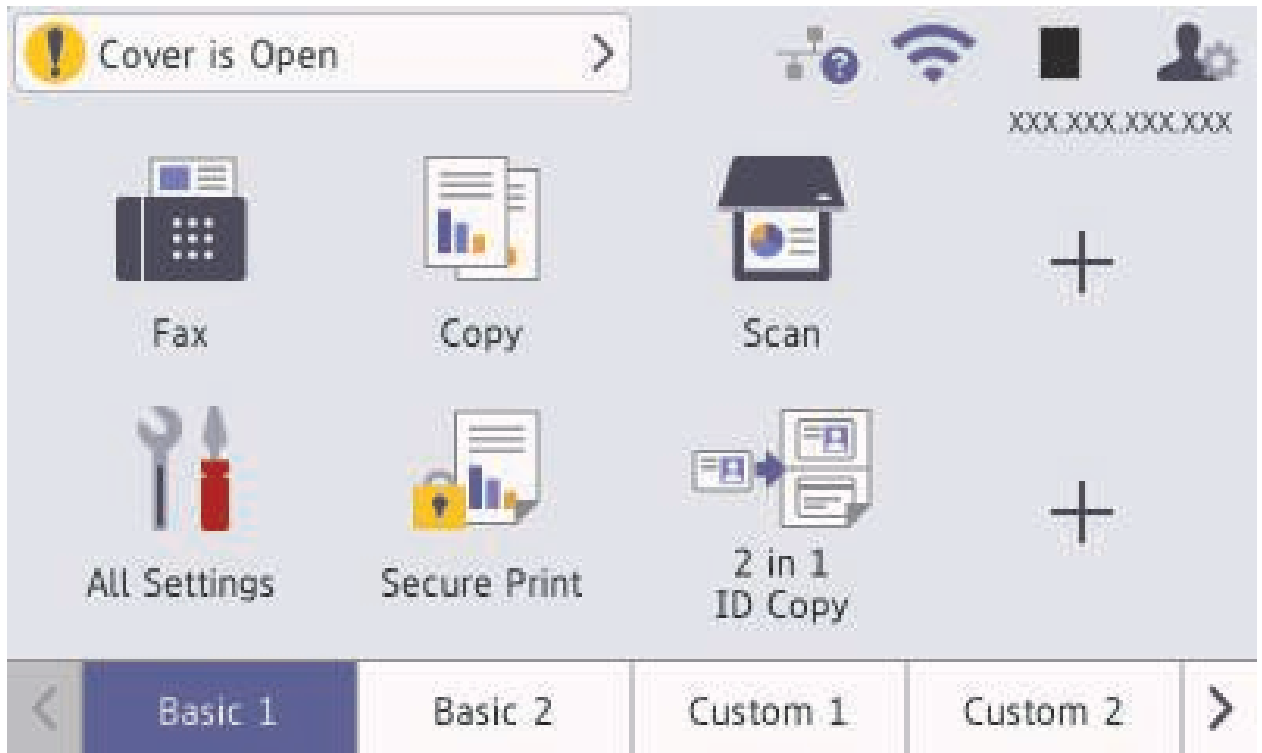 Cover is Open
XXX.XXX.XXX.XXX
Fax
Copy
Scan
All Settings
Secure Print
2 in 1
ID Copy
Basic 1
Basic 2
Custom 1
Custom 2